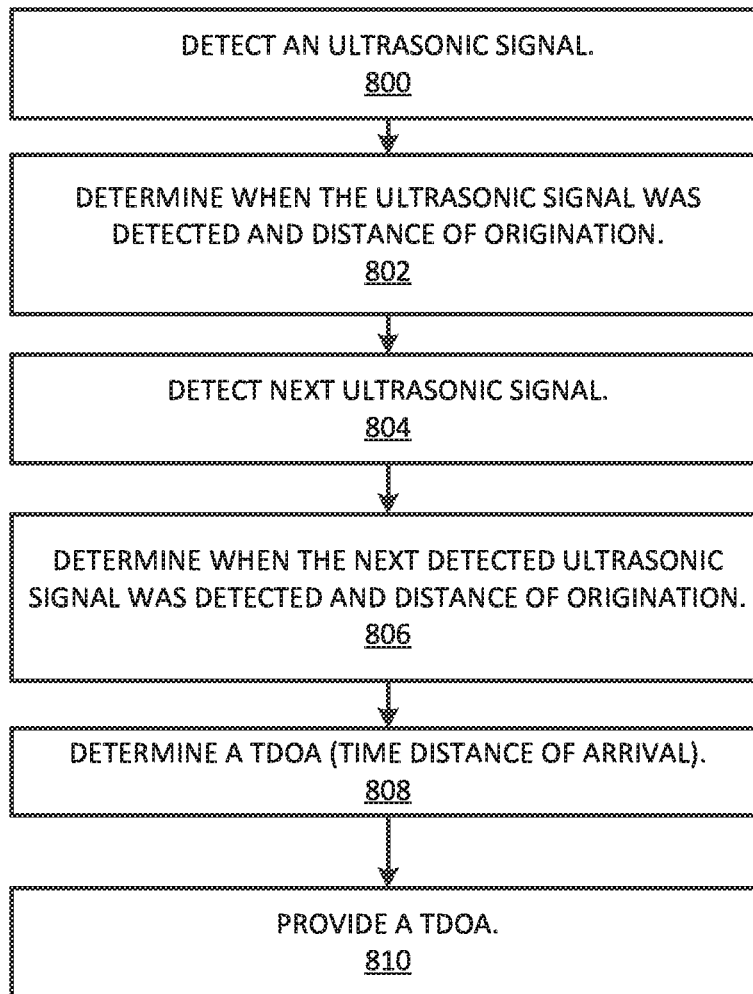 DETECT AN ULTRASONIC SIGNAL.
800
DETERMINE WHEN THE ULTRASONIC SIGNAL WAS
DETECTED AND DISTANCE OF ORIGINATION.
802
DETECT NEXT ULTRASONIC SIGNAL.
804
DETERMINE WHEN THE NEXT DETECTED ULTRASONIC
SIGNAL WAS DETECTED AND DISTANCE OF ORIGINATION.
806
DETERMINE A TDOA (TIME DISTANCE OF ARRIVAL).
808
PROVIDE A TDOA.
810